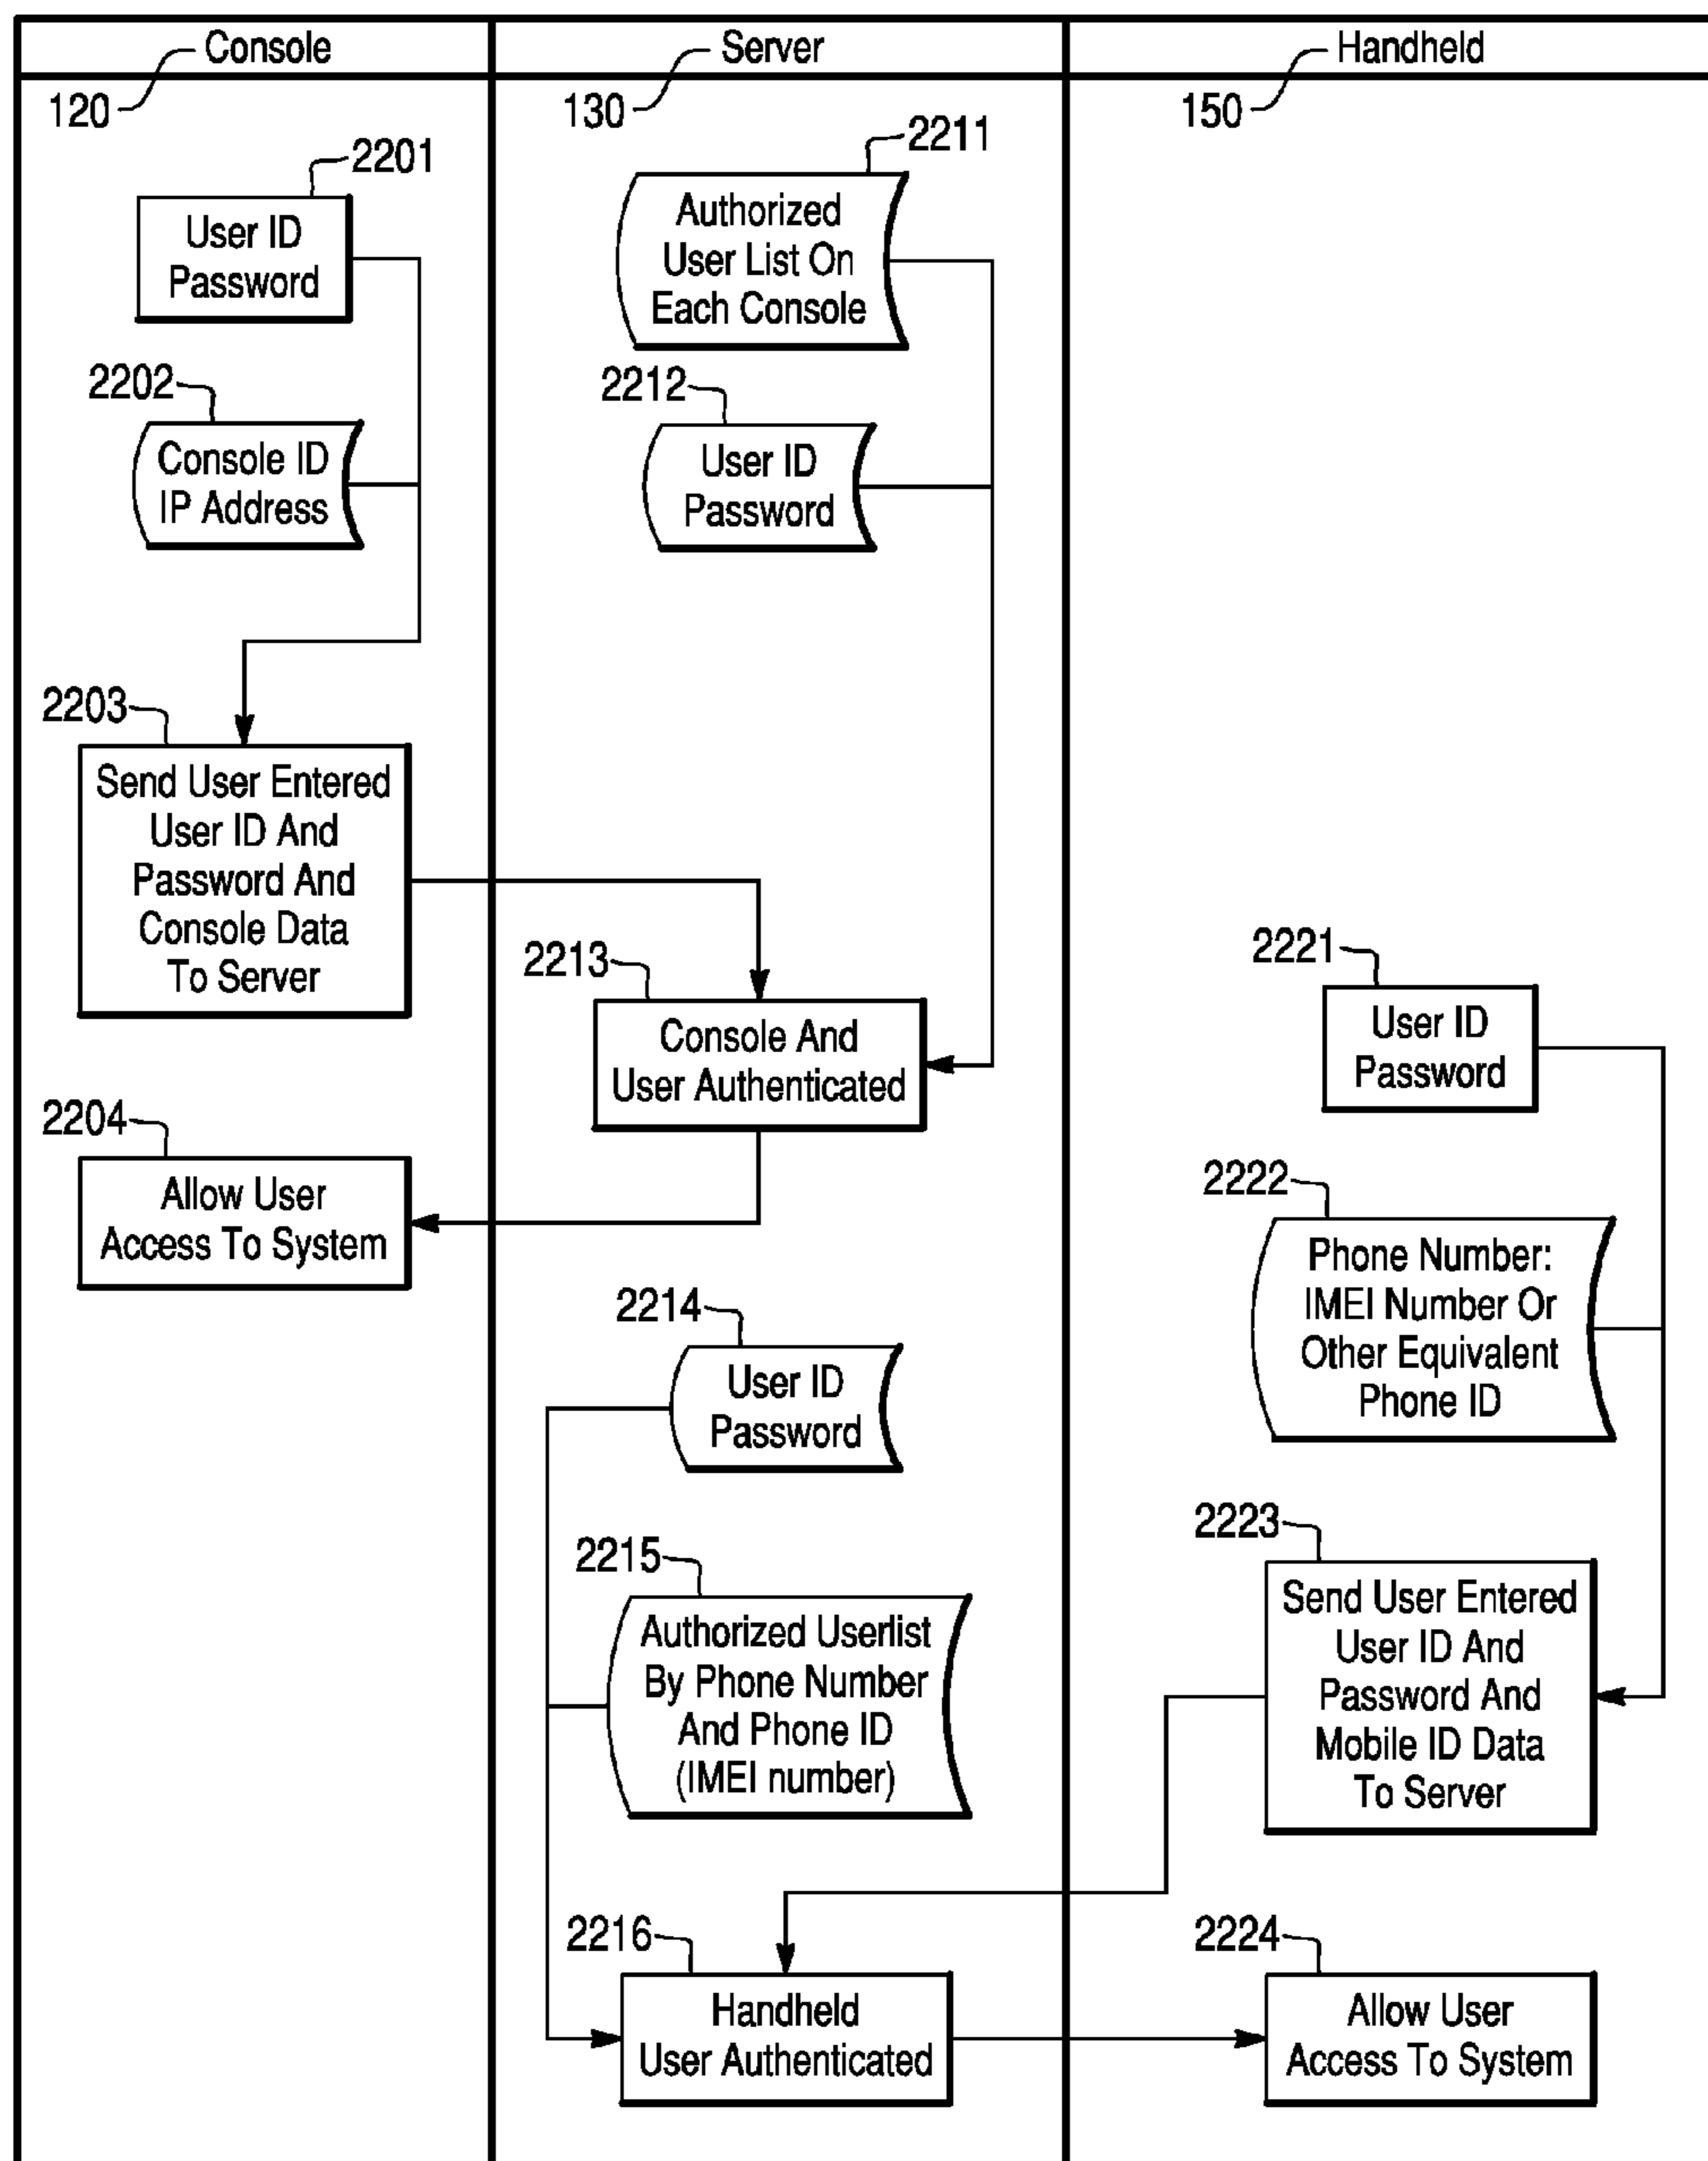 Console
Server
Handheld
120
130
150
2201
User ID
Password
2202
Console ID
IP Address
2203
Send User Entered
User ID And
Password And
Console Data
To Server
2204
Allow User
Access To System
2211
Authorized
User List On
Each Console
2212
User ID
Password
2213
Console And
User Authenticated
2214
User ID
Password
2215
Authorized Userlist
By Phone Number
And Phone ID
(IMEI number)
2216
Handheld
User Authenticated
2221
User ID
Password
2222
Phone Number:
IMEI Number Or
Other Equivalent
Phone ID
2223
Send User Entered
User ID And
Password And
Mobile ID Data
To Server
2224
Allow User
Access To System